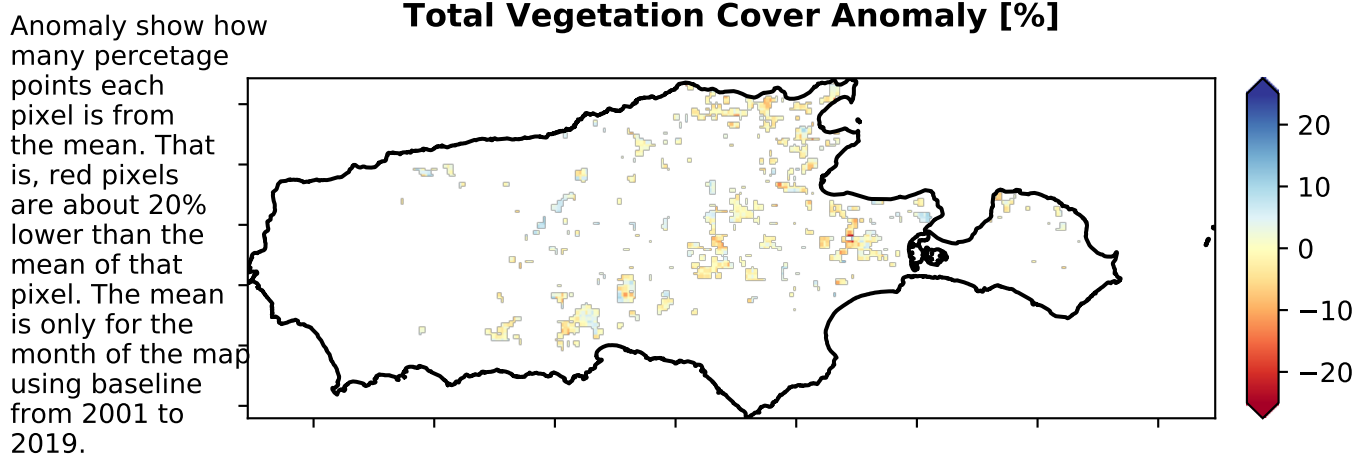 Total Vegetation Cover Anomaly [%]
Anomaly show how
many percetage
points each
pixel is from
the mean. That
is, red pixels
are about 20%
lower than the
mean of that
pixel. The mean
is only for the
month of the map
using baseline
from 2001 to
2019.
20
10
0
−10
−20